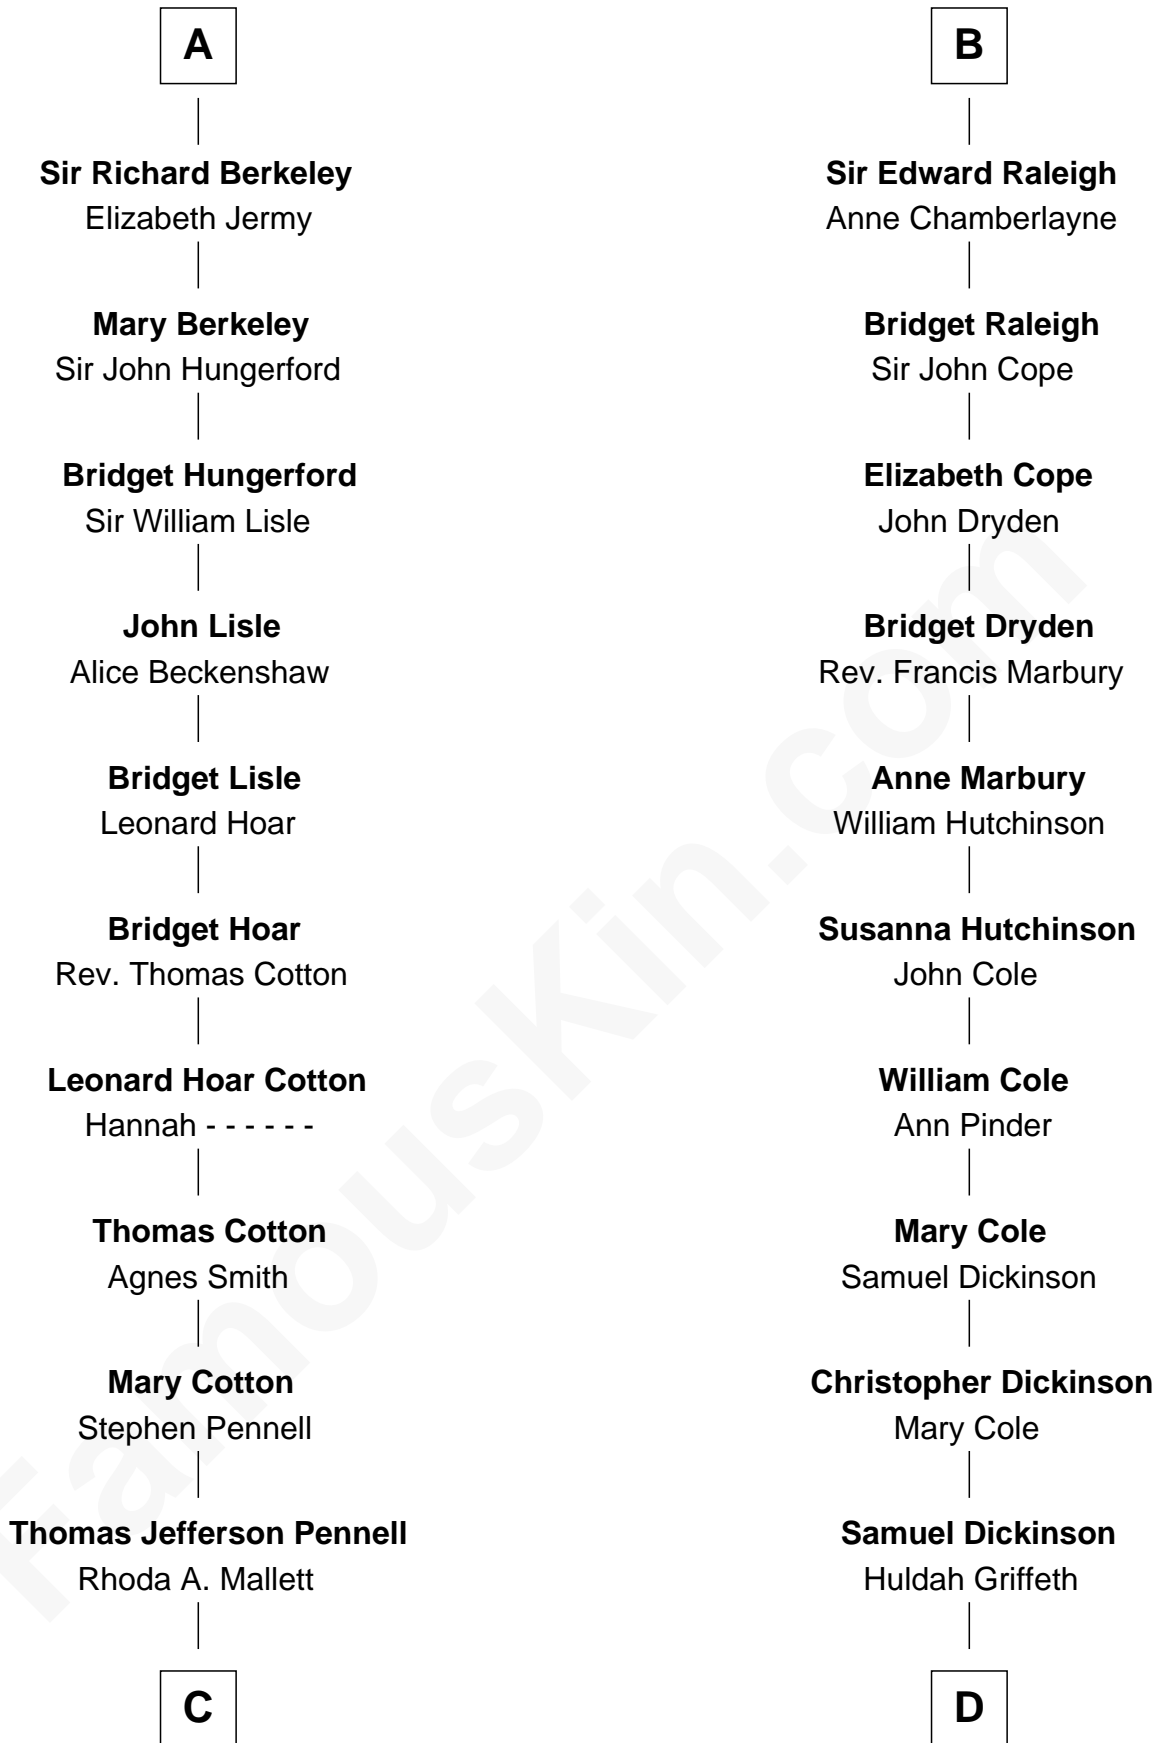 A
Sir Richard Berkeley
Elizabeth Jermy
Mary Berkeley
Sir John Hungerford
Bridget Hungerford
Sir William Lisle
John Lisle
Alice Beckenshaw
Bridget Lisle
Leonard Hoar
Bridget Hoar
Rev. Thomas Cotton
Leonard Hoar Cotton
Hannah - - - - - -
Thomas Cotton
Agnes Smith
Mary Cotton
Stephen Pennell
Thomas Jefferson Pennell
Rhoda A. Mallett
C
B
Sir Edward Raleigh
Anne Chamberlayne
Bridget Raleigh
Sir John Cope
Elizabeth Cope
John Dryden
Bridget Dryden
Rev. Francis Marbury
Anne Marbury
William Hutchinson
Susanna Hutchinson
John Cole
William Cole
Ann Pinder
Mary Cole
Samuel Dickinson
Christopher Dickinson
Mary Cole
Samuel Dickinson
Huldah Griffeth
D
FamousKin.com